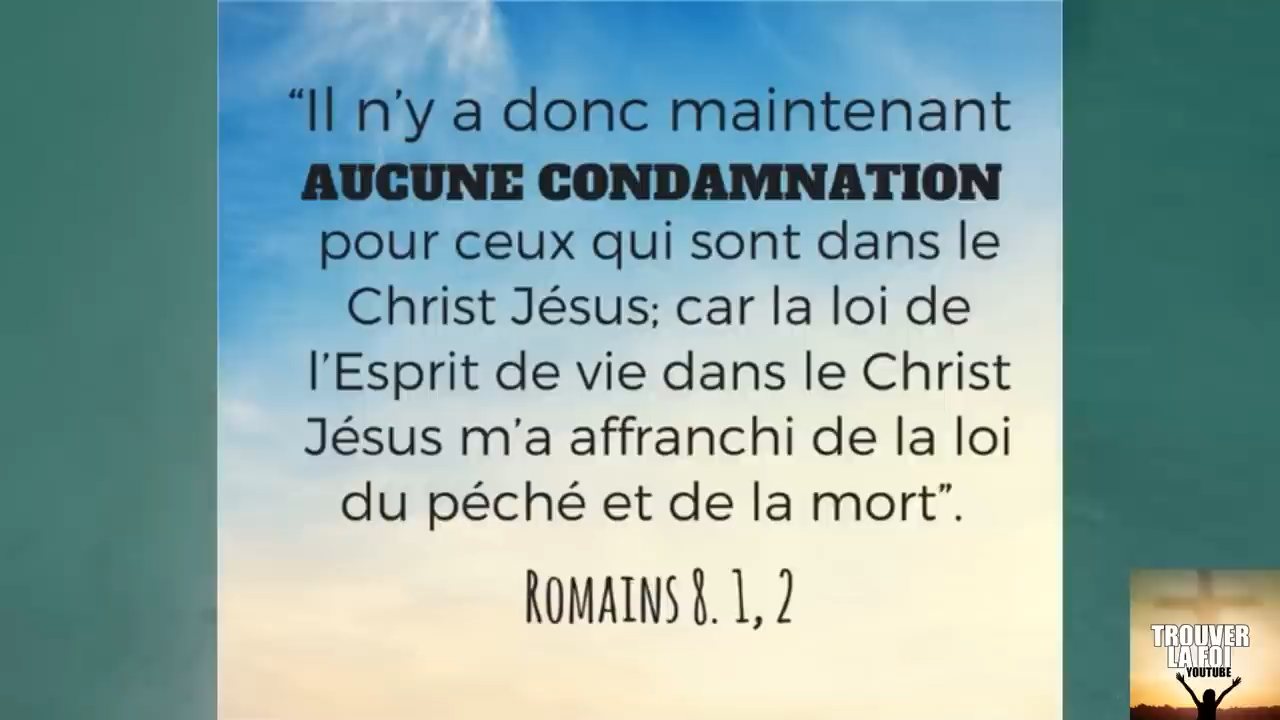 “Il n’y a donc maintenant
AUCUNE CONDAMNATION
pour ceux qui sont dans le
Christ Jésus; car la loi de
l’Esprit de vie dans le Christ
Jésus m’a affranchi de la loi
du péché et de la mort”.
ROMAINS 8. 1, 2
TROUVER
LA FOI
YOUTUBE